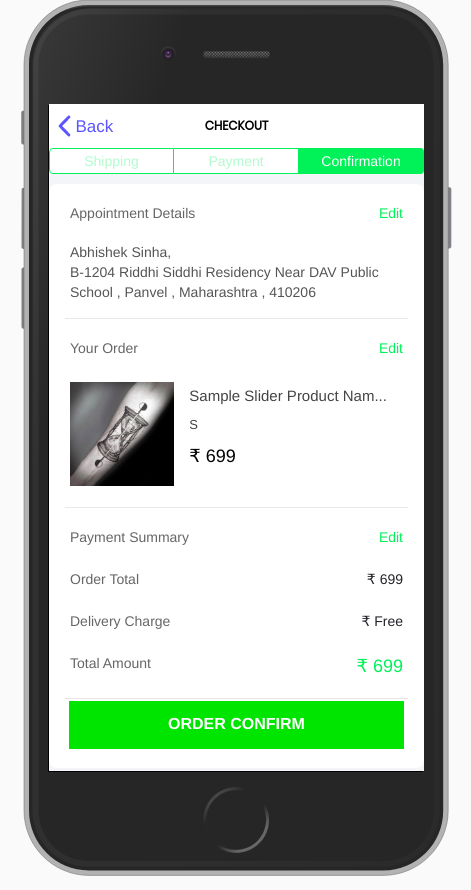 Back
CHECKOUT
Shipping
Payment
Confirmation
Appointment Details
Edit
Abhishek Sinha,
B-1204 Riddhi Siddhi Residency Near DAV Public
School , Panvel , Maharashtra , 410206
Your Order
Edit
Sample Slider Product Nam...
S
₹ 699
Payment Summary
Edit
Order Total
₹ 699
Delivery Charge
₹ Free
Total Amount
₹ 699
ORDER CONFIRM